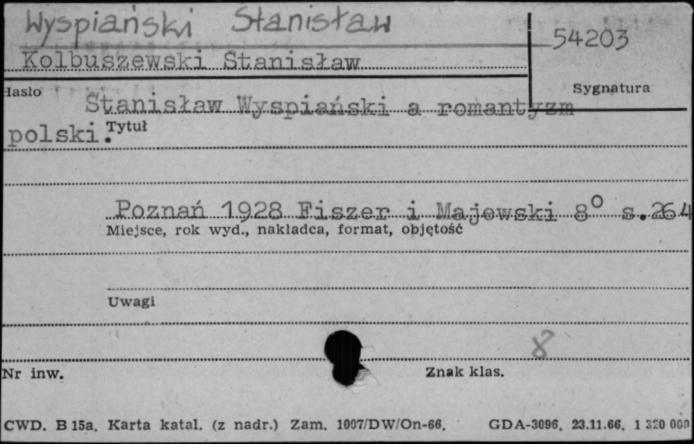 Wyspiański Stanisław
54203
Kolbuszewski Stanisław
Hasło
Sygnatura
Stanisław Wyspiański a romantyzm
polski.
Tytuł
Poznań 1928 Fiszer i Majewski 8° s.264
Miejsce, rok wyd., nakładca, format, objętość
Uwagi
8
Nr inw.
Znak klas.
CWD. B 15a. Karta katal. (z nadr.) Zam. 1007/DW/On-66. GDA-3096. 23.11.66. 1 320 000